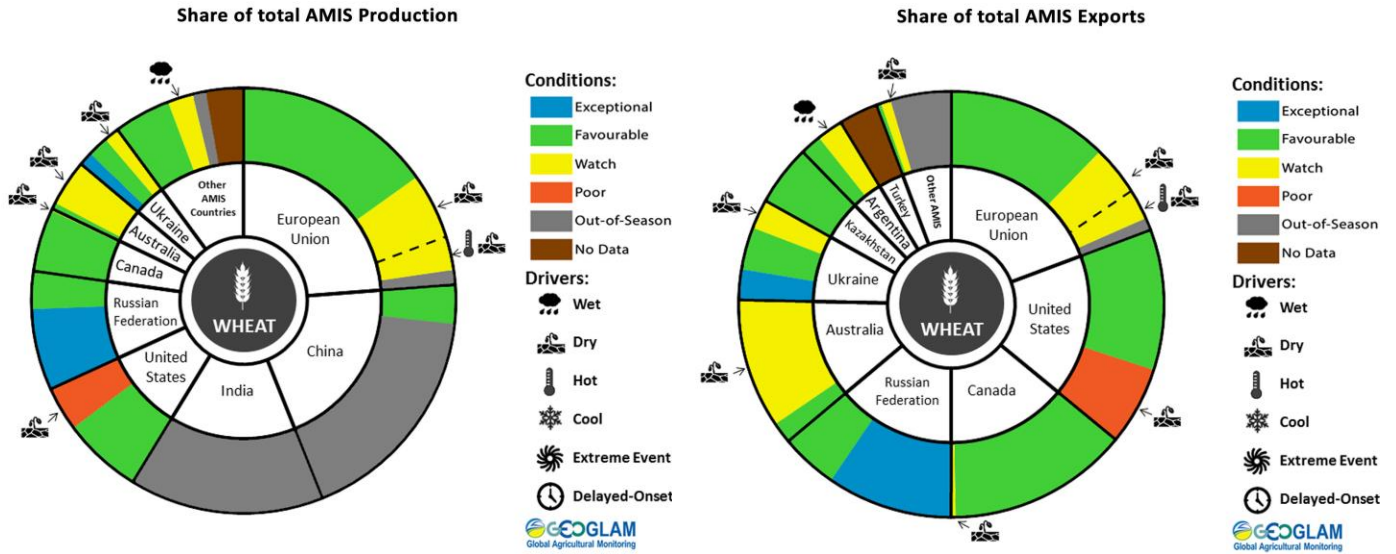 Share of total AMIS Production
European
Union
China
India
United
States
Russian
Federation
Canada
Australia
Ukraine
Other
AMIS
Countries
WHEAT
Conditions:
Exceptional
Favourable
Watch
Poor
Out-of-Season
No Data
Drivers:
Wet
Dry
Hot
Cool
Extreme Event
Delayed-Onset
GEOGLAM
Global Agricultural Monitoring
Share of total AMIS Exports
European
Union
United
States
Canada
Russian
Federation
Australia
Ukraine
Kazakhstan
Argentina
Turkey
Other AMIS
WHEAT
Conditions:
Exceptional
Favourable
Watch
Poor
Out-of-Season
No Data
Drivers:
Wet
Dry
Hot
Cool
Extreme Event
Delayed-Onset
GEOGLAM
Global Agricultural Monitoring